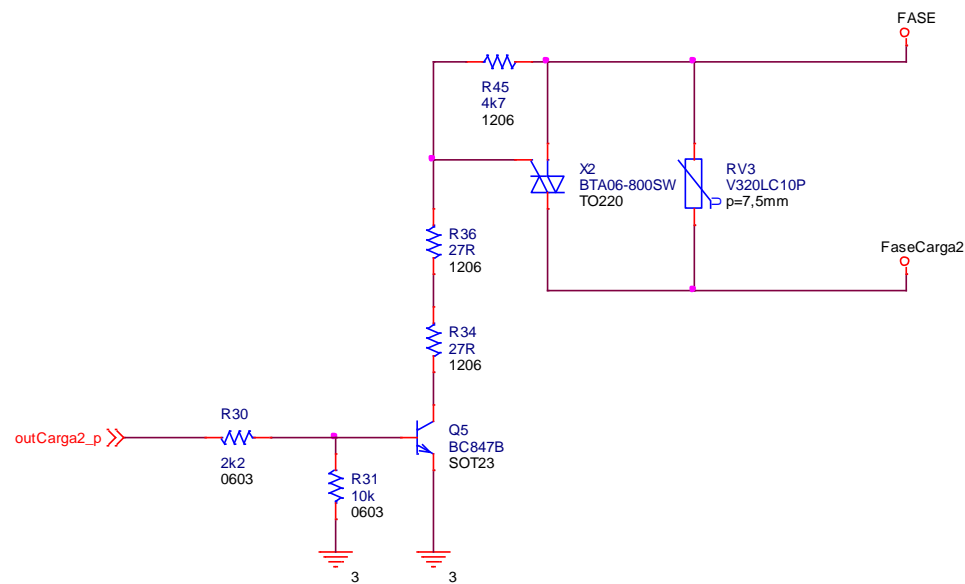 FASE
R45
4k7
1206
X2
BTA06-800SW
TO220
RV3
V320LC10P
p=7,5mm
U
R36
27R
1206
FaseCarga2
R34
27R
1206
R30
outCarga2_p
2k2
0603
Q5
BC847B
SOT23
R31
10k
0603
3
3